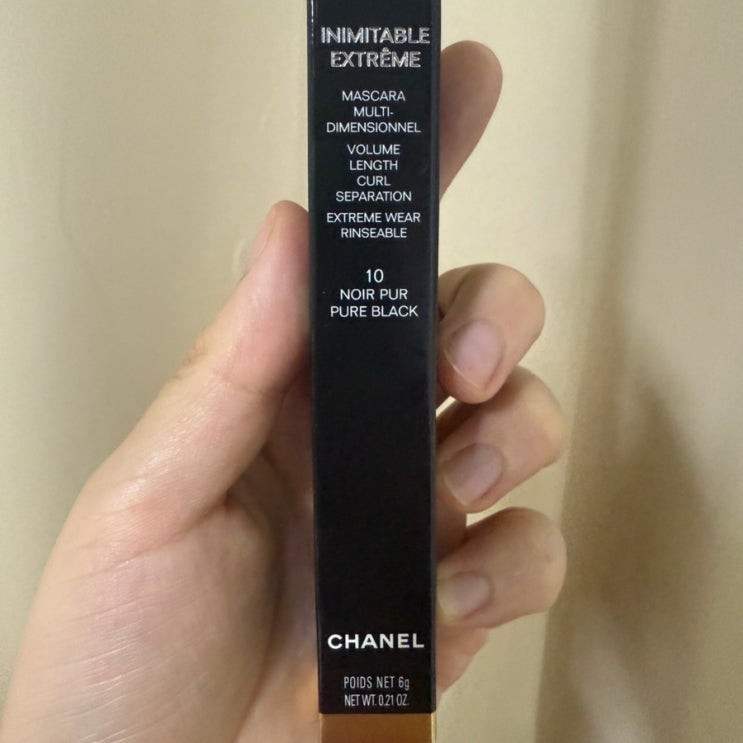 INIMITABLE
EXTRÊME
MASCARA
MULTI-
DIMENSIONNEL
VOLUME
LENGTH
CURL
SEPARATION
EXTREME WEAR
RINSEABLE
10
NOIR PUR
PURE BLACK
CHANEL
POIDS NET 6g
NET WT. 0.21 OZ.